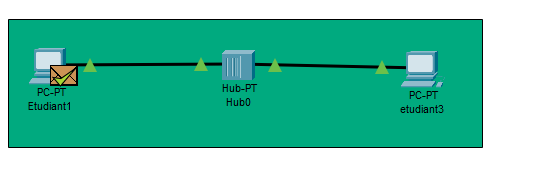 PC-PT
Etudiant1
Hub-PT
Hub0
PC-PT
etudiant3